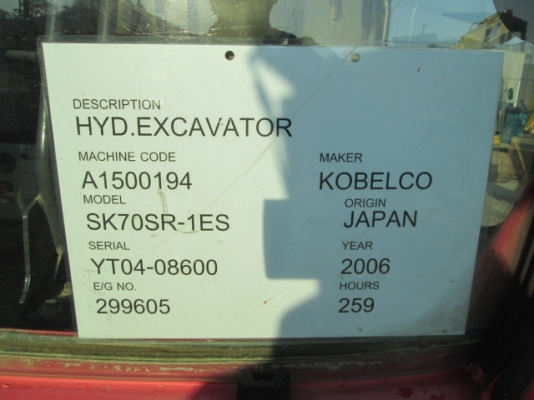 DESCRIPTION
HYD.EXCAVATOR
MACHINE CODE MAKER
A1500194 KOBELCO
MODEL ORIGIN
SK70SR-1ES JAPAN
SERIAL YEAR
YT04-08600 2006
E/G NO. HOURS
299605 259